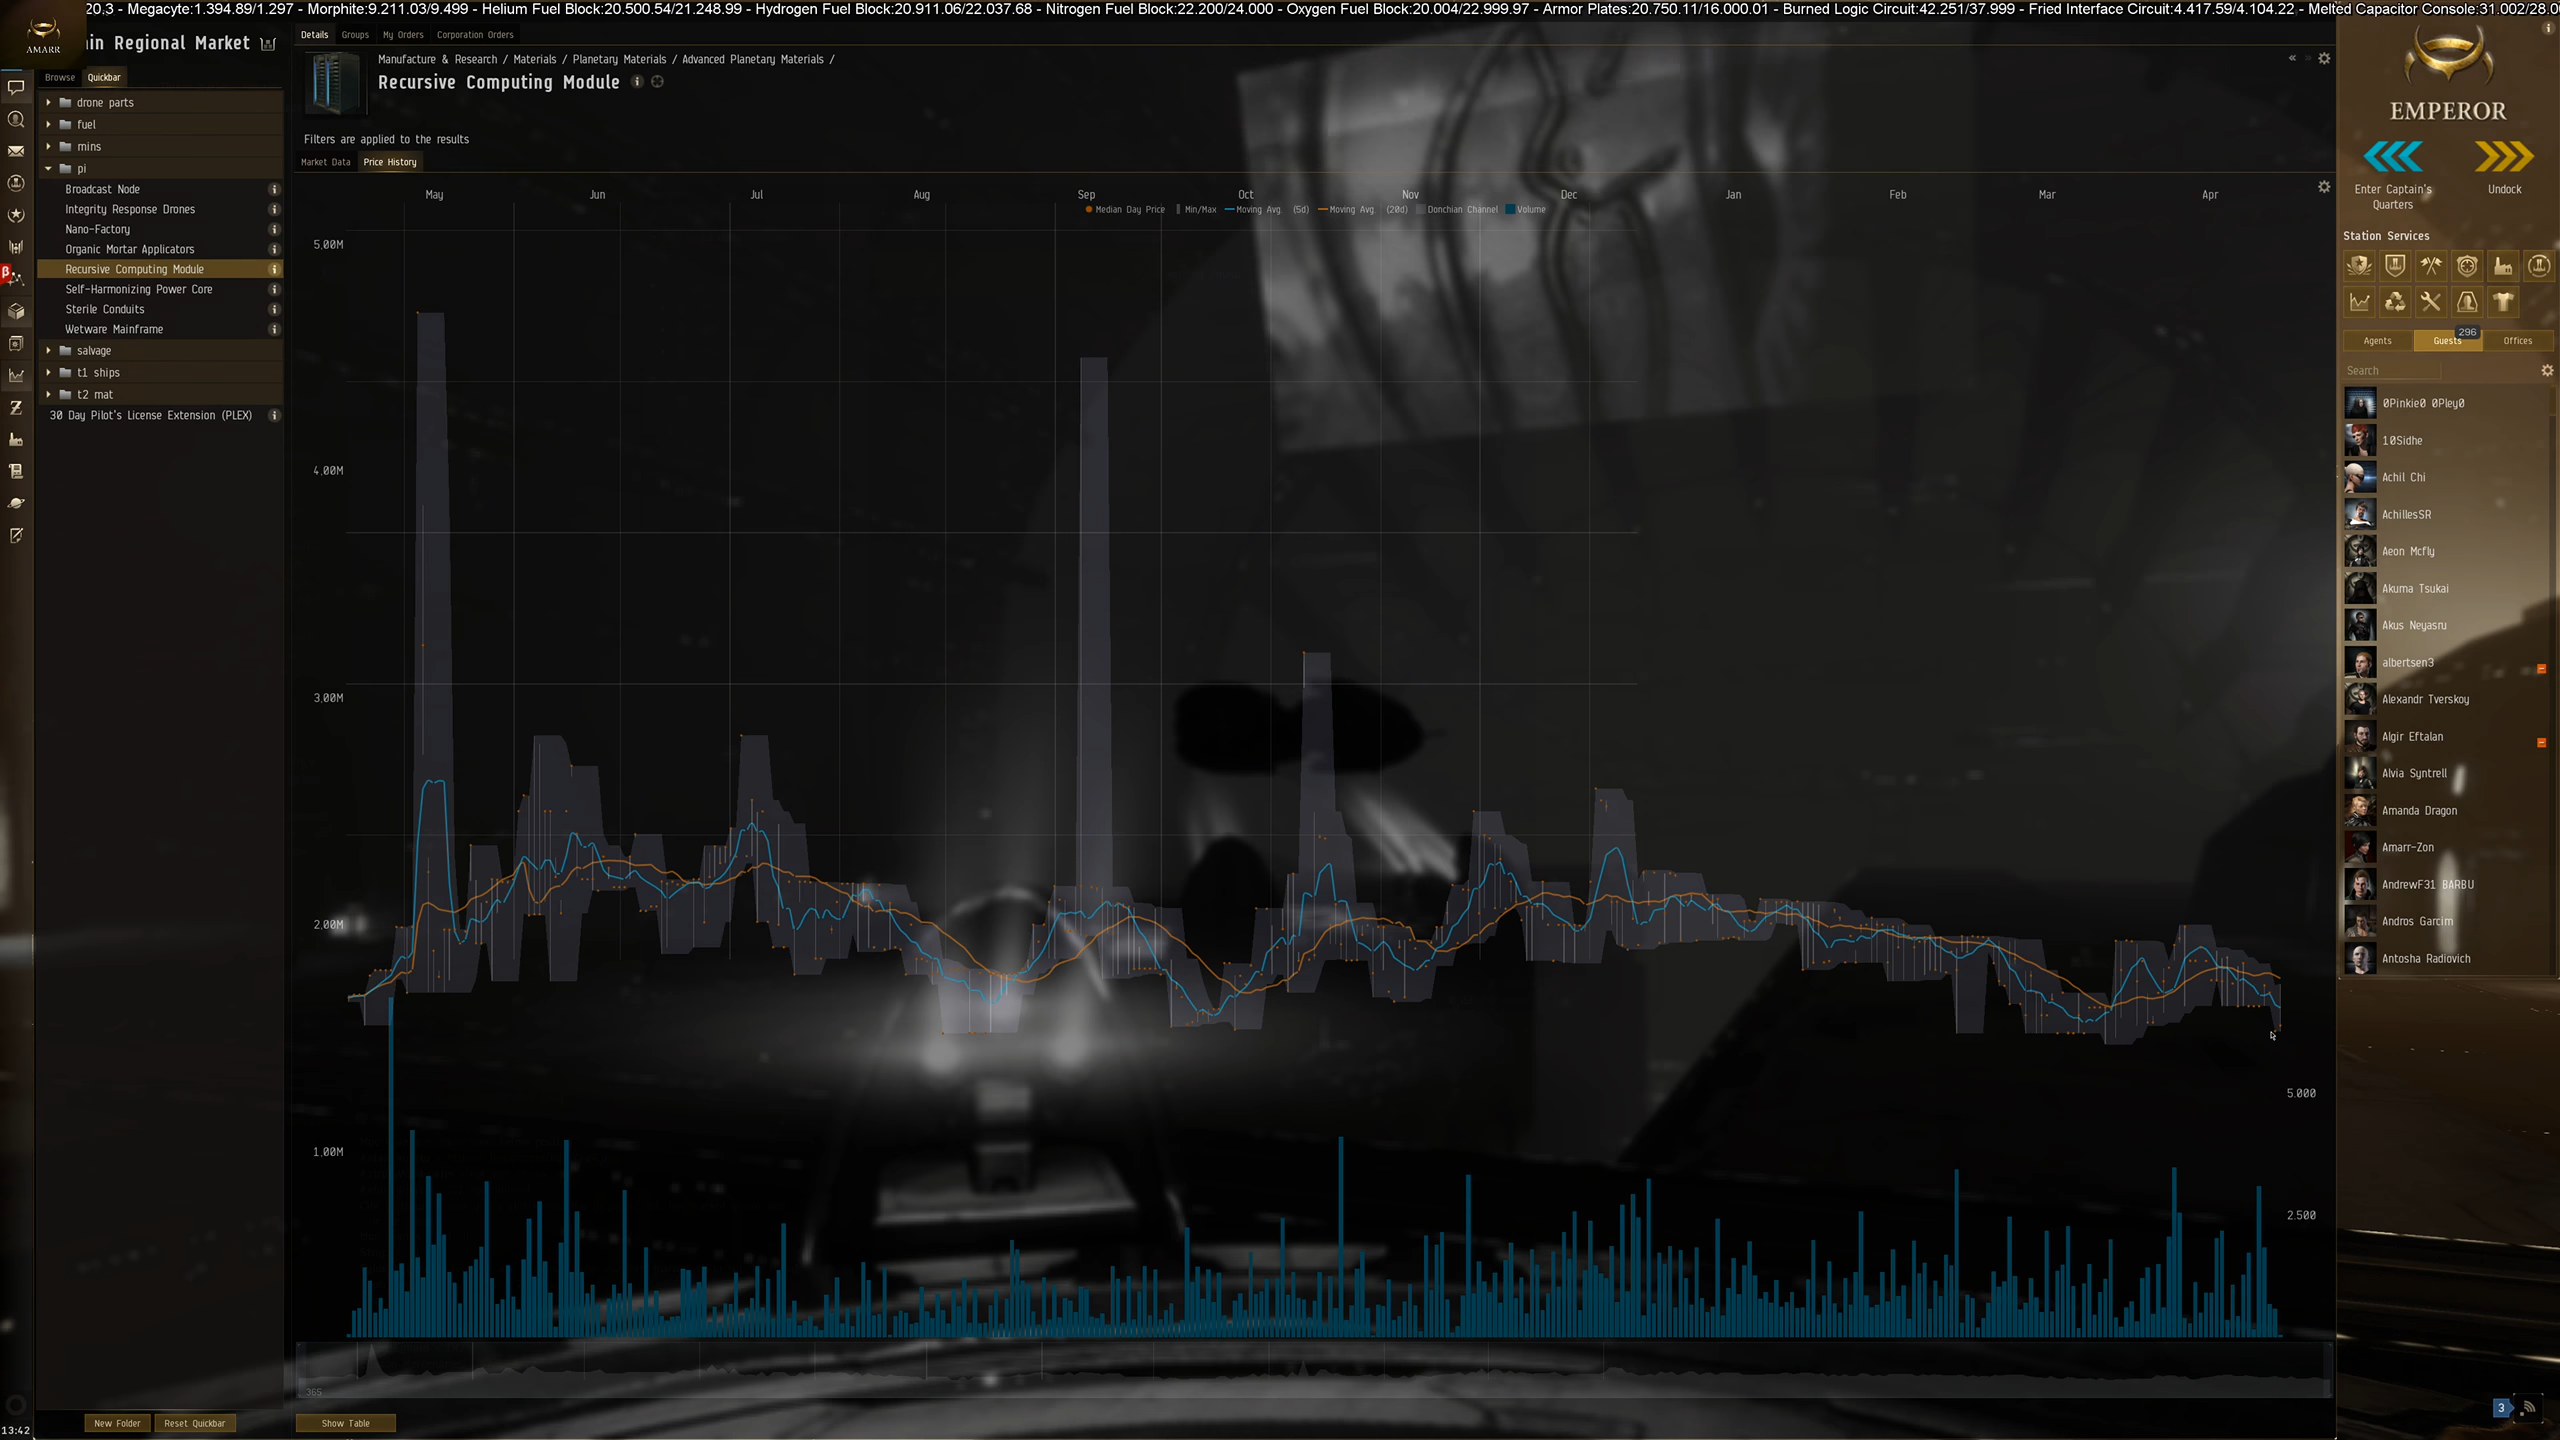 20.3 - Megacyte:1.394.89/1.297 - Morphite:9.211.03/9.499 - Helium Fuel Block:20.500.54/21.248.99 - Hydrogen Fuel Block:20.911.06/22.037.68 - Nitrogen Fuel Block:22.200/24.000 - Oxygen Fuel Block:20.004/22.999.97 - Armor Plates:20.750.11/16.000.01 - Burned Logic Circuit:42.251/37.999 - Fried Interface Circuit:4.417.59/4.104.22 - Melted Capacitor Console:31.002/28.0
AMARR
in Regional Market
Browse Quickbar
drone parts
fuel
mins
pi
Broadcast Node
Integrity Response Drones
Nano-Factory
Organic Mortar Applicators
Recursive Computing Module
Self-Harmonizing Power Core
Sterile Conduits
Wetware Mainframe
salvage
t1 ships
t2 mat
30 Day Pilot's License Extension (PLEX)
New Folder Reset Quickbar
13:42
β
Details Groups My Orders Corporation Orders
Manufacture & Research / Materials / Planetary Materials / Advanced Planetary Materials /
Recursive Computing Module
Filters are applied to the results
Market Data Price History
May Jun Jul Aug Sep Oct Nov Dec Jan Feb Mar Apr
Median Day Price Min/Max Moving Avg. (5d) Moving Avg. (20d) Donchian Channel Volume
5,00M
4,00M
3,00M
2,00M
1,00M
5.000
2.500
365
Show Table
EMPEROR
Enter Captain's Quarters
Undock
Station Services
296
Agents Guests Offices
Search
0Pinkie0 0Pley0
10Sidhe
Achil Chi
AchillesSR
Aeon Mcfly
Akuma Tsukai
Akus Neyasru
albertsen3
Alexandr Tverskoy
Algir Eftalan
Alvia Syntrell
Amanda Dragon
Amarr-Zon
AndrewF31 BARBU
Andros Garcim
Antosha Radiovich
3